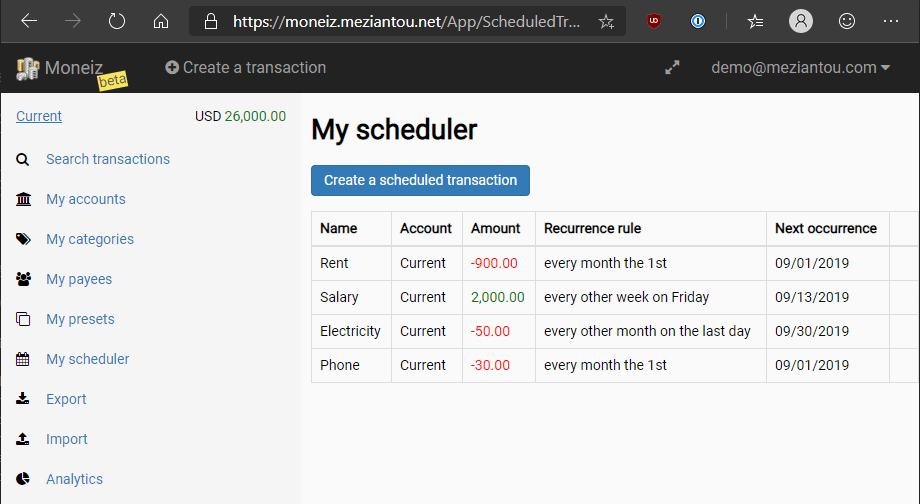 https://moneiz.meziantou.net/App/ScheduledTr...
Moneiz beta Create a transaction demo@meziantou.com
Current USD 26,000.00
Search transactions
My accounts
My categories
My payees
My presets
My scheduler
Export
Import
Analytics
My scheduler
Create a scheduled transaction
Name Account Amount Recurrence rule Next occurrence
Rent Current -900.00 every month the 1st 09/01/2019
Salary Current 2,000.00 every other week on Friday 09/13/2019
Electricity Current -50.00 every other month on the last day 09/30/2019
Phone Current -30.00 every month the 1st 09/01/2019